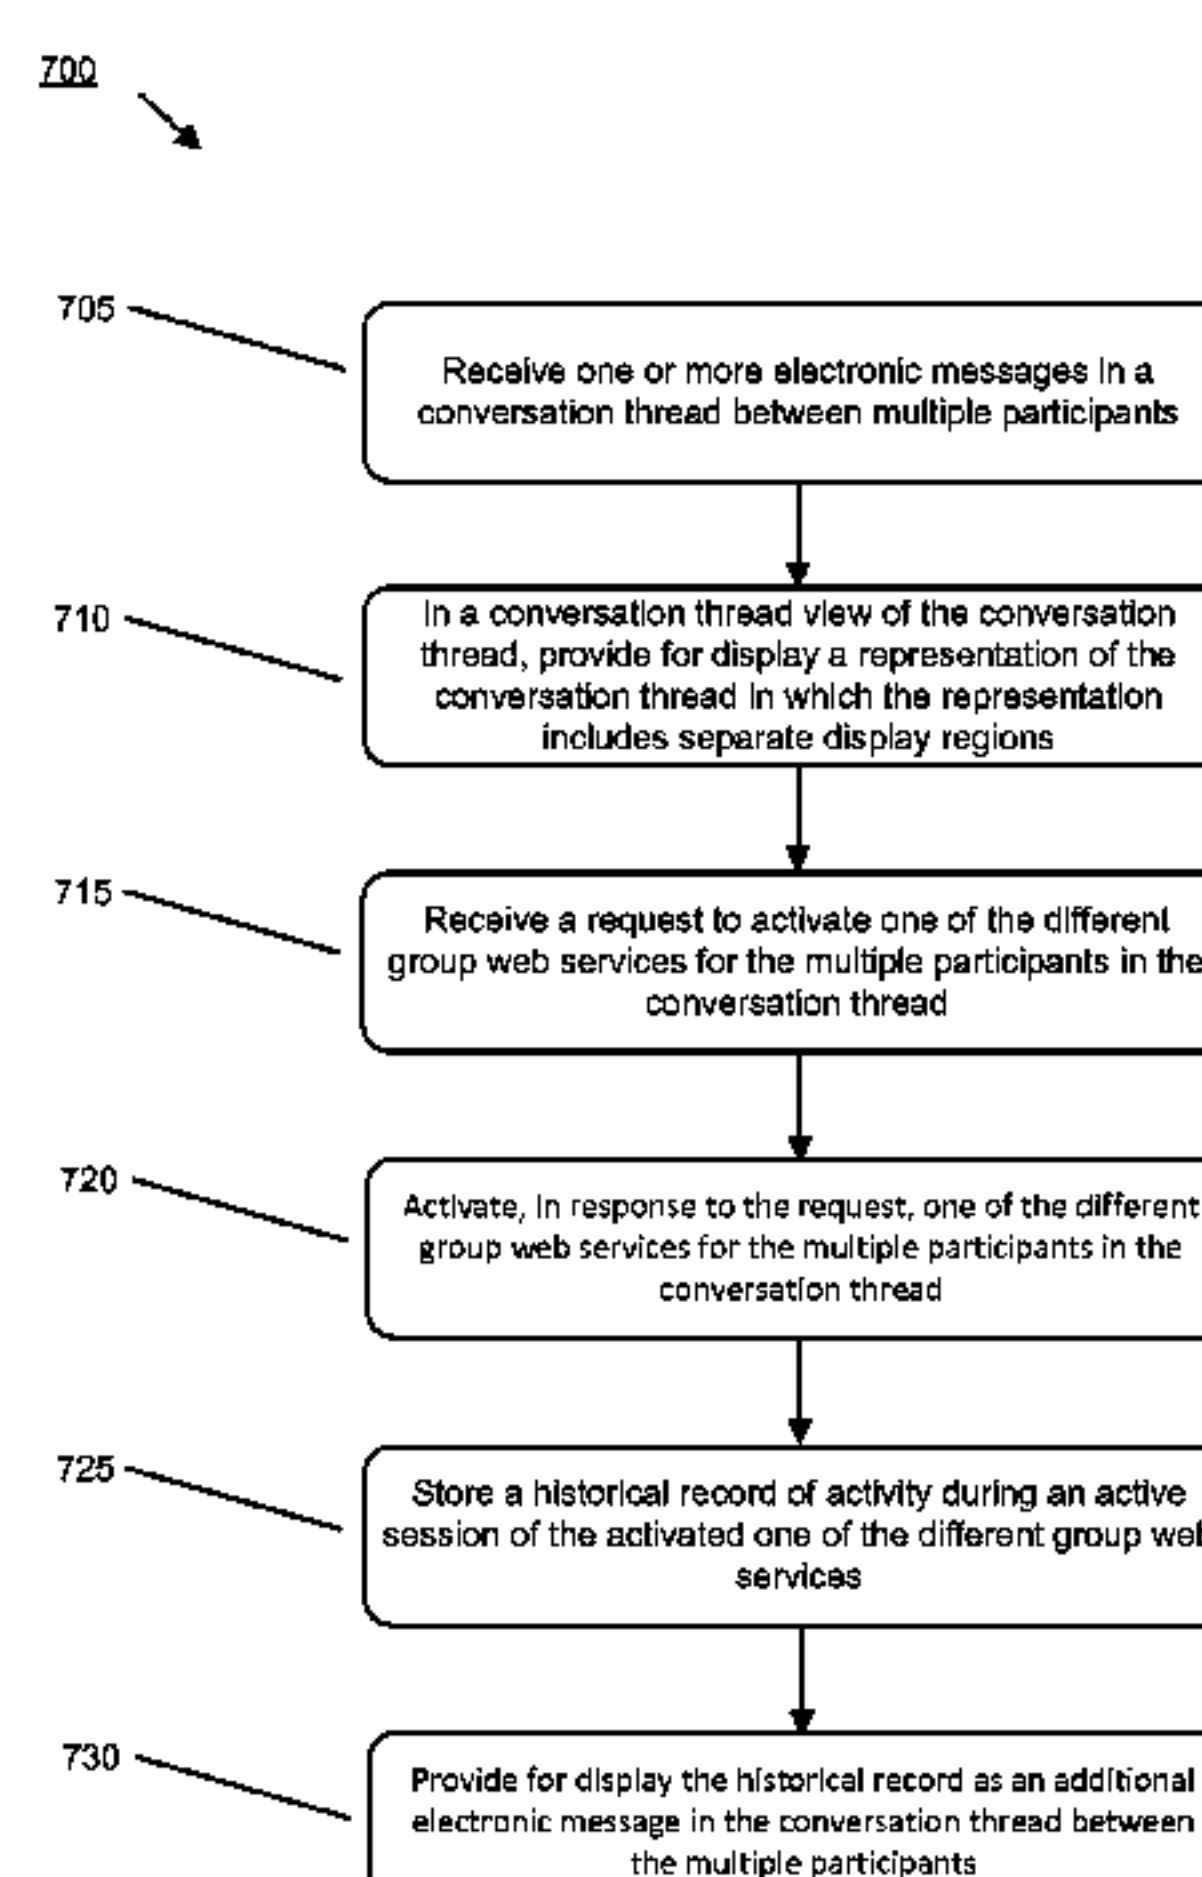 700
705
Receive one or more electronic messages in a
conversation thread between multiple participants
710
In a conversation thread view of the conversation
thread, provide for display a representation of the
conversation thread in which the representation
includes separate display regions
715
Receive a request to activate one of the different
group web services for the multiple participants in the
conversation thread
720
Activate, in response to the request, one of the different
group web services for the multiple participants in the
conversation thread
725
Store a historical record of activity during an active
session of the activated one of the different group web
services
730
Provide for display the historical record as an additional
electronic message in the conversation thread between
the multiple participants